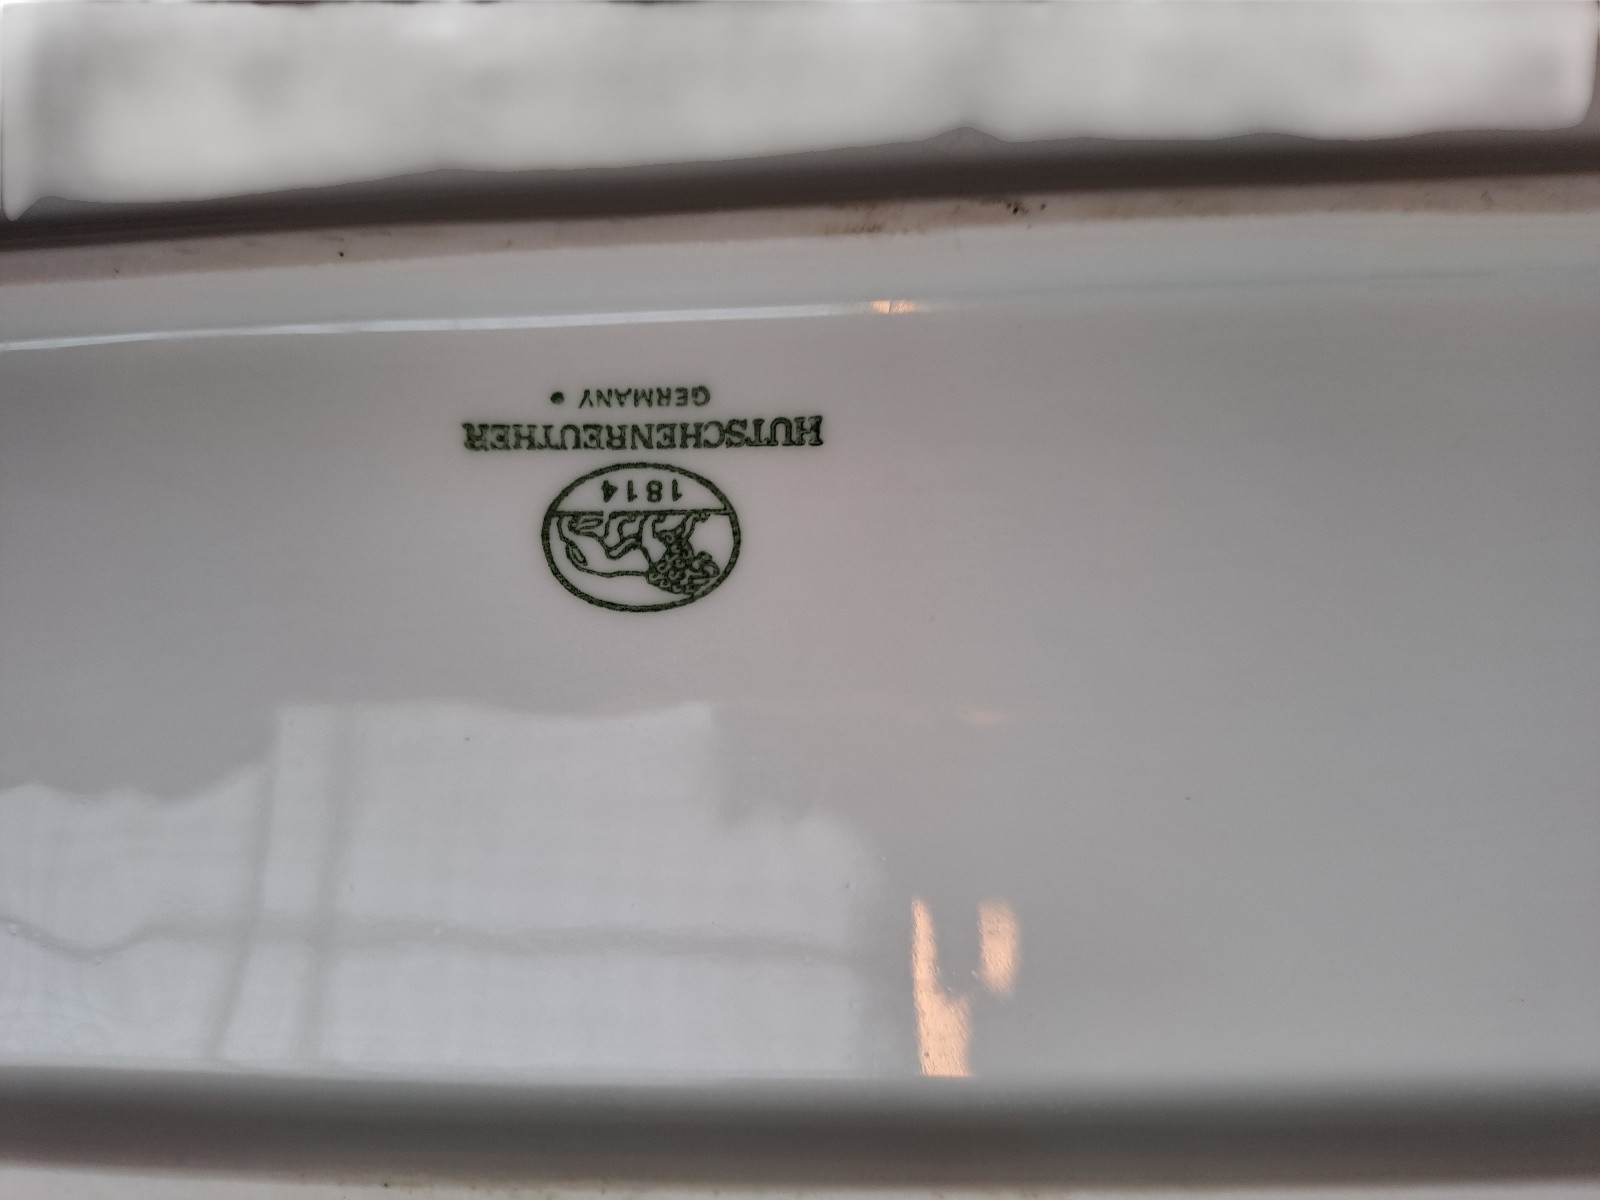 1814
HUTSCHENREUTHER
GERMANY •